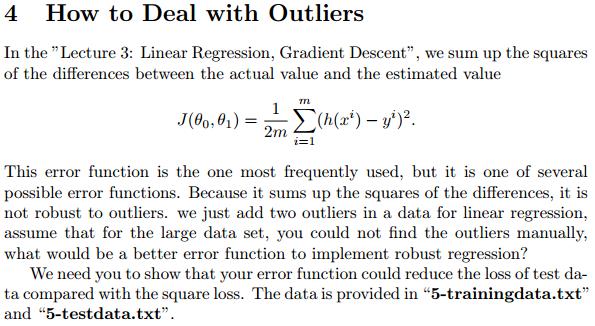 4 How to Deal with Outliers
In the ”Lecture 3: Linear Regression, Gradient Descent”, we sum up the squares
of the differences between the actual value and the estimated value
J(θ₀, θ₁) = \frac{1}{2m} \sum_{i=1}^{m} (h(xⁱ) − yⁱ)².
This error function is the one most frequently used, but it is one of several
possible error functions. Because it sums up the squares of the differences, it is
not robust to outliers. we just add two outliers in a data for linear regression,
assume that for the large data set, you could not find the outliers manually,
what would be a better error function to implement robust regression?
We need you to show that your error function could reduce the loss of test da-
ta compared with the square loss. The data is provided in “5-trainingdata.txt”
and “5-testdata.txt”.